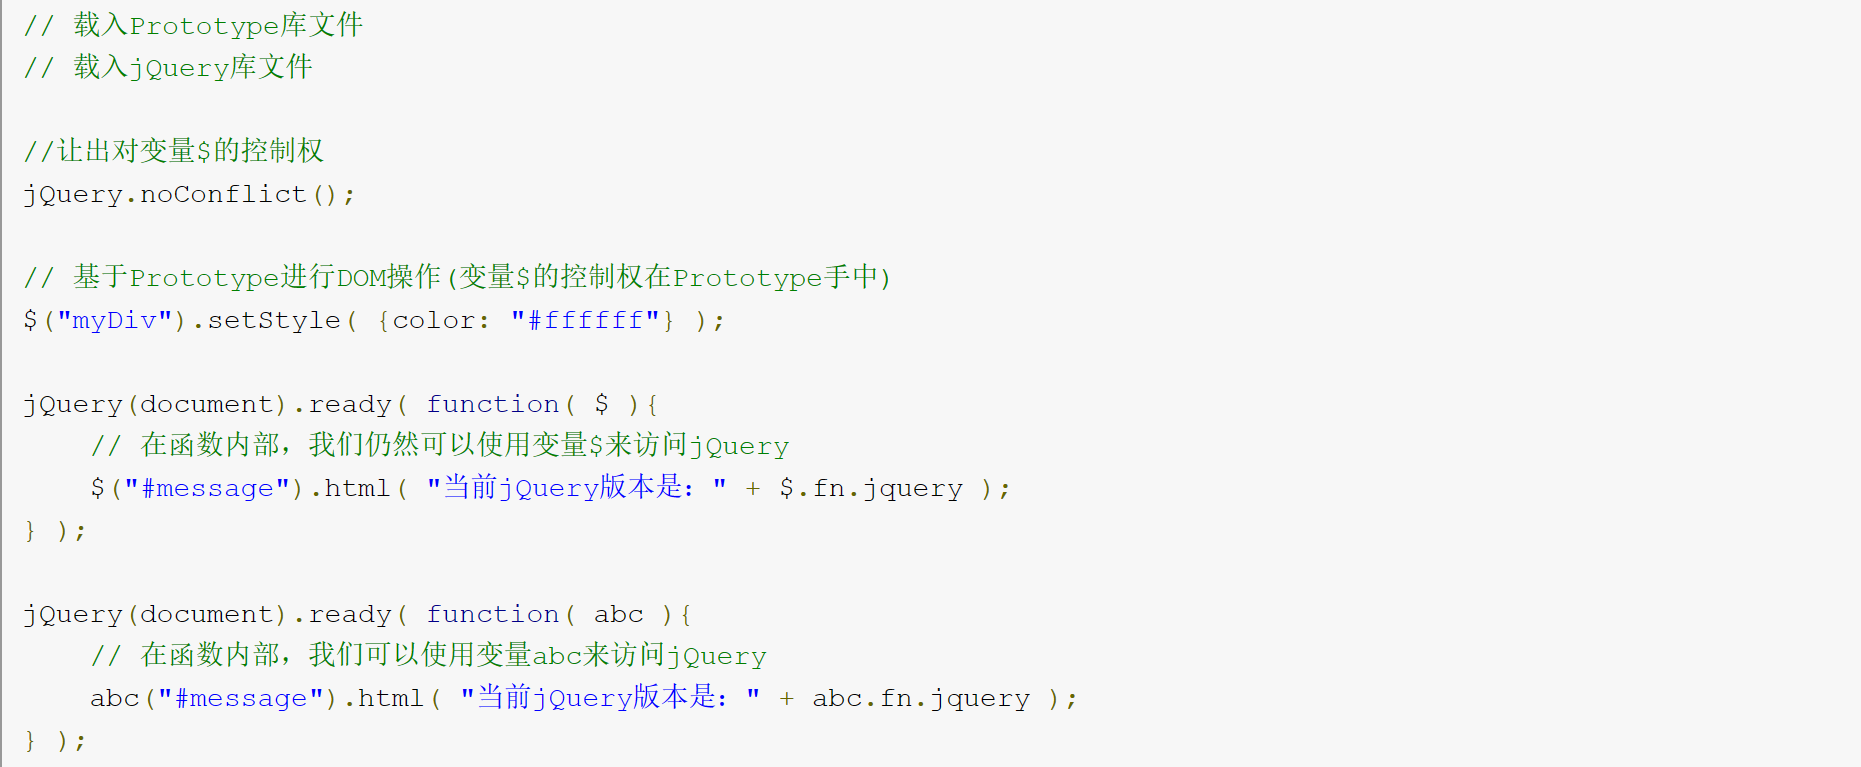 // 载入Prototype库文件
// 载入jQuery库文件
//让出对变量$的控制权
jQuery.noConflict();
// 基于Prototype进行DOM操作(变量$的控制权在Prototype手中)
$("myDiv").setStyle( {color: "#ffffff"} );
jQuery(document).ready( function( $ ){
    // 在函数内部，我们仍然可以使用变量$来访问jQuery
    $("#message").html( "当前jQuery版本是：" + $.fn.jquery );
} );
jQuery(document).ready( function( abc ){
    // 在函数内部，我们可以使用变量abc来访问jQuery
    abc("#message").html( "当前jQuery版本是：" + abc.fn.jquery );
} );